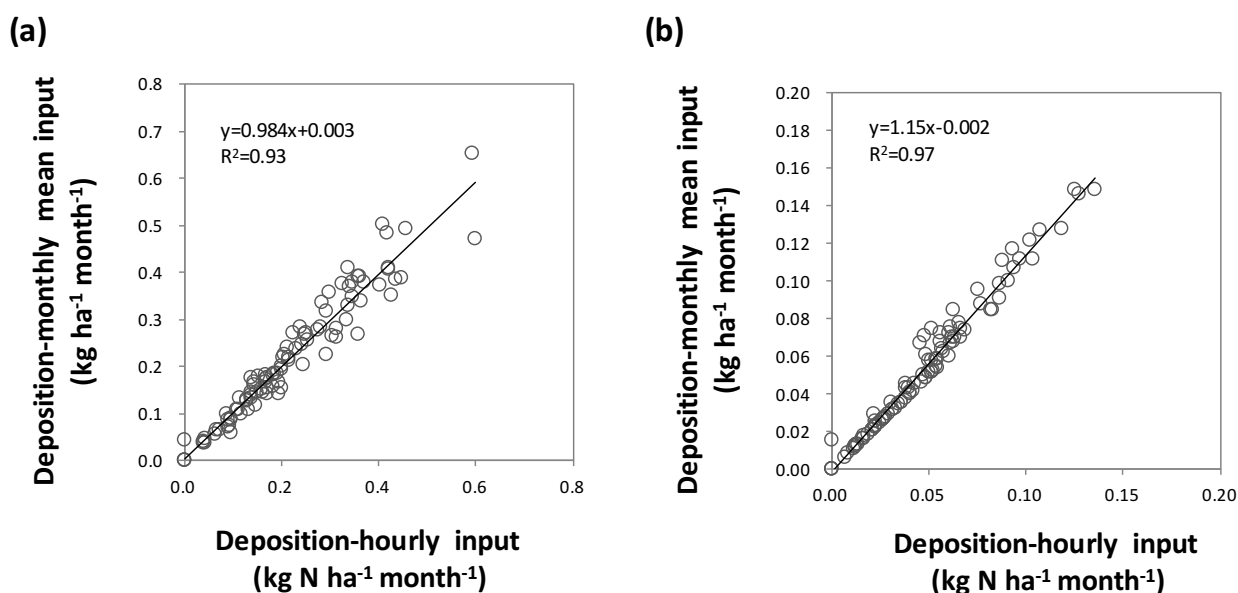 (a)
Deposition-monthly mean input
(kg ha⁻¹ month⁻¹)
0.8
0.7
0.6
0.5
0.4
0.3
0.2
0.1
0.0
y=0.984x+0.003
R²=0.93
0.0 0.2 0.4 0.6 0.8
Deposition-hourly input
(kg N ha⁻¹ month⁻¹)
(b)
Deposition-monthly mean input
(kg ha⁻¹ month⁻¹)
0.20
0.18
0.16
0.14
0.12
0.10
0.08
0.06
0.04
0.02
0.00
y=1.15x-0.002
R²=0.97
0.00 0.05 0.10 0.15 0.20
Deposition-hourly input
(kg N ha⁻¹ month⁻¹)